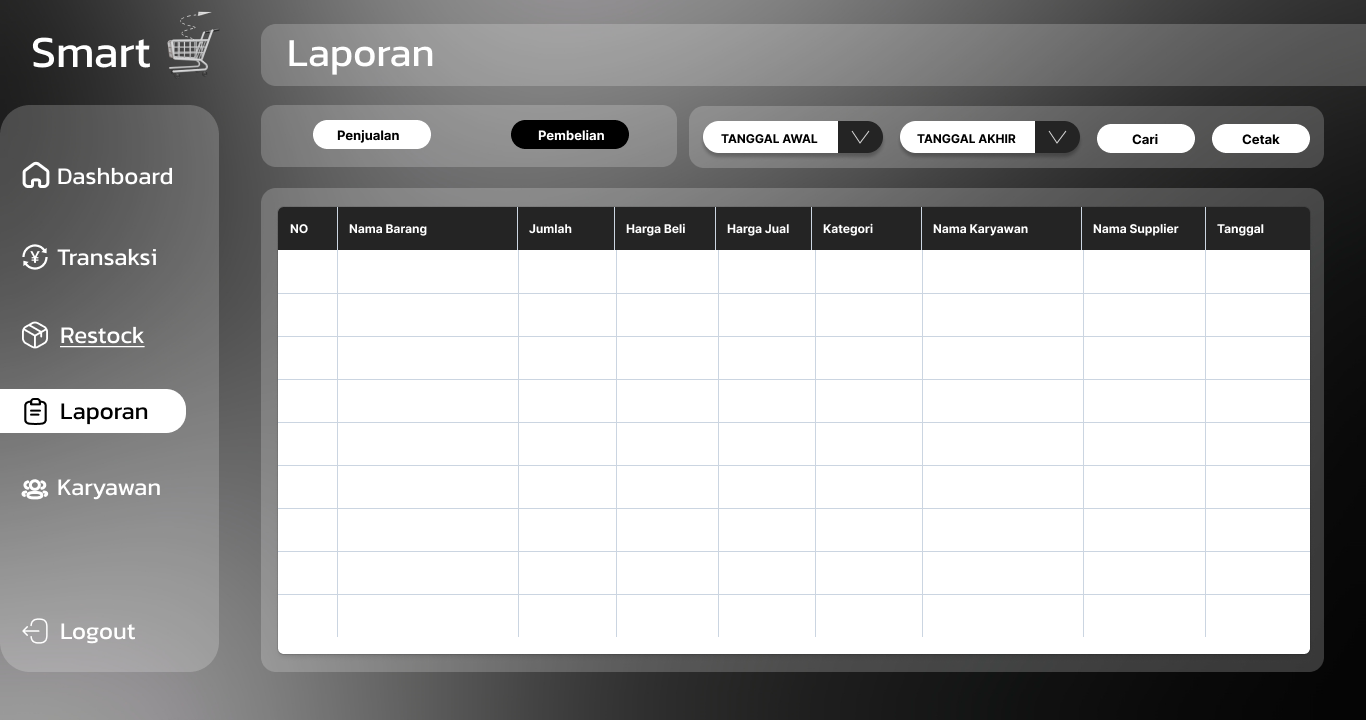 Smart
Laporan
Penjualan
Pembelian
TANGGAL AWAL
TANGGAL AKHIR
Cari
Cetak
Dashboard
Transaksi
Restock
Laporan
Karyawan
Logout
NO
Nama Barang
Jumlah
Harga Beli
Harga Jual
Kategori
Nama Karyawan
Nama Supplier
Tanggal